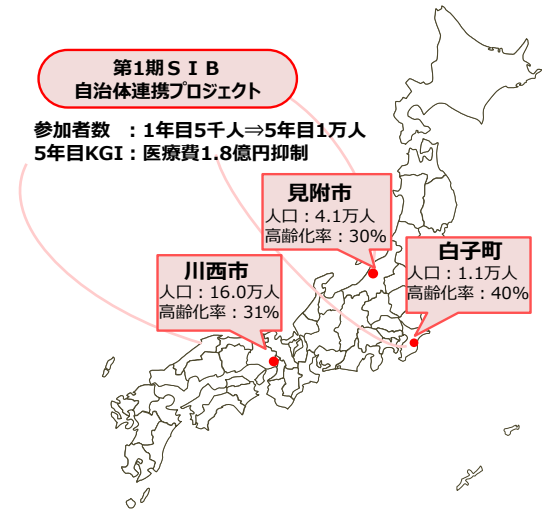 第1期ＳＩＢ
自治体連携プロジェクト
参加者数　：1年目5千人⇒5年目1万人
5年目KGI：医療費1.8億円抑制
見附市
人口：4.1万人
高齢化率：30%
白子町
人口：1.1万人
高齢化率：40%
川西市
人口：16.0万人
高齢化率：31%